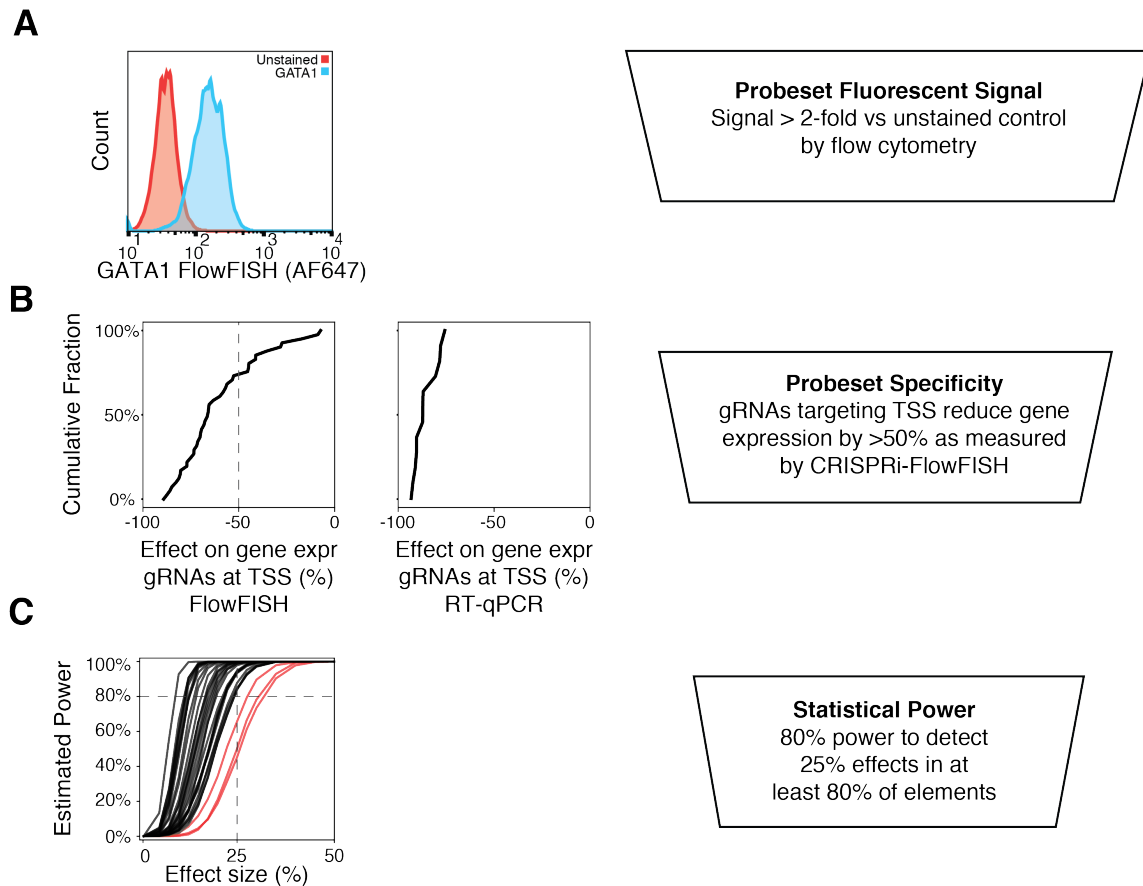 A
Unstained
GATA1
Count
10^1 10^2 10^3 10^4
GATA1 FlowFISH (AF647)
Probeset Fluorescent Signal
Signal > 2-fold vs unstained control
by flow cytometry
B
Cumulative Fraction
100%
50%
0%
-100 -50 0
Effect on gene expr
gRNAs at TSS (%)
FlowFISH
-100 -50 0
Effect on gene expr
gRNAs at TSS (%)
RT-qPCR
Probeset Specificity
gRNAs targeting TSS reduce gene
expression by >50% as measured
by CRISPRi-FlowFISH
C
Estimated Power
100%
80%
60%
40%
20%
0%
0 25 50
Effect size (%)
Statistical Power
80% power to detect
25% effects in at
least 80% of elements